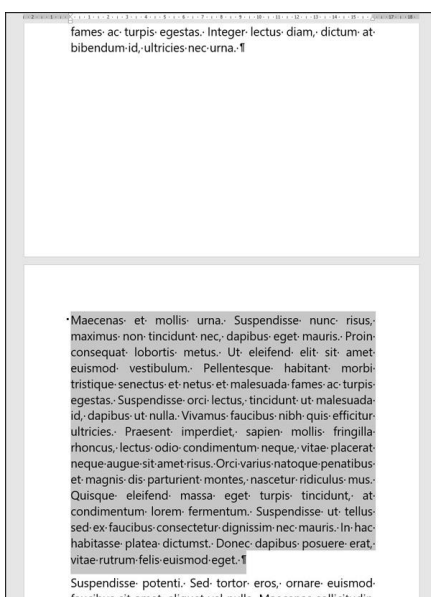 fames ac turpis egestas. Integer lectus diam, dictum at
bibendum id, ultricies nec urna. ¶
Maecenas et mollis urna. Suspendisse nunc risus,
maximus non tincidunt nec, dapibus eget mauris. Proin
consequat lobortis metus. Ut eleifend elit sit amet
euismod vestibulum. Pellentesque habitant morbi
tristique senectus et netus et malesuada fames ac turpis
egestas. Suspendisse orci lectus, tincidunt ut malesuada
id, dapibus ut nulla. Vivamus faucibus nibh quis efficitur
ultricies. Praesent imperdiet, sapien mollis fringilla
rhoncus, lectus odio condimentum neque, vitae placerat
neque augue sit amet risus. Orci varius natoque penatibus
et magnis dis parturient montes, nascetur ridiculus mus.
Quisque eleifend massa eget turpis tincidunt, at
condimentum lorem fermentum. Suspendisse ut tellus
sed ex faucibus consectetur dignissim nec mauris. In hac
habitasse platea dictumst. Donec dapibus posuere erat,
vitae rutrum felis euismod eget. ¶
Suspendisse potenti. Sed tortor eros, ornare euismod